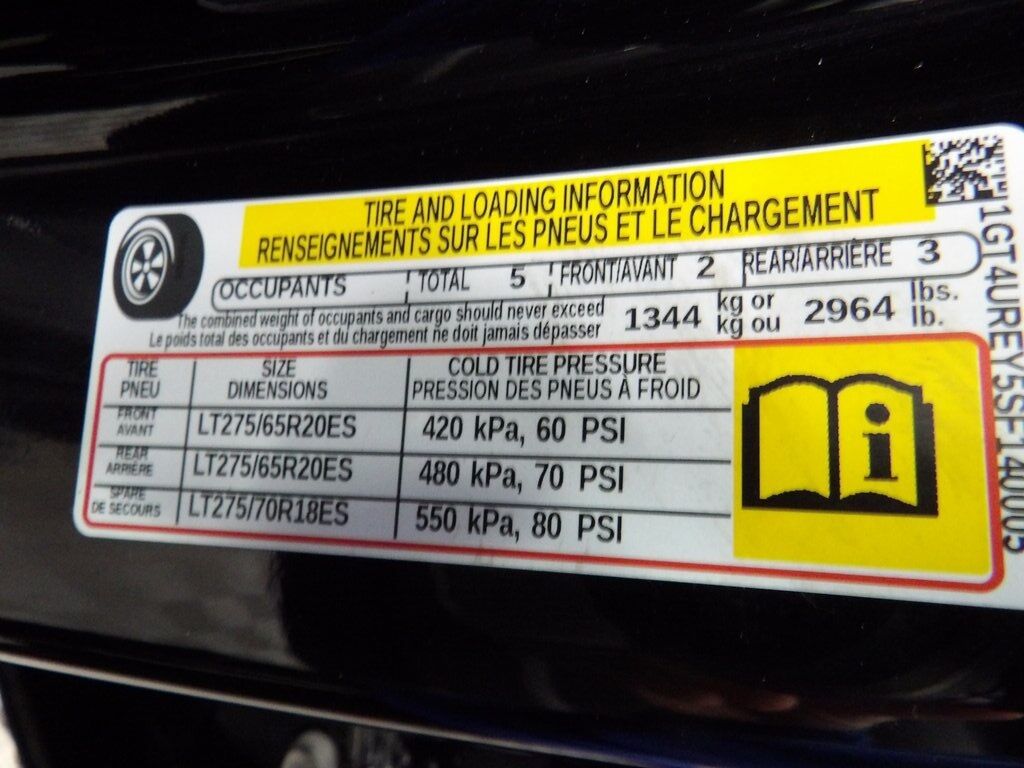 TIRE AND LOADING INFORMATION
RENSEIGNEMENTS SUR LES PNEUS ET LE CHARGEMENT
OCCUPANTS TOTAL 5 FRONT/AVANT 2 REAR/ARRIÈRE 3
The combined weight of occupants and cargo should never exceed 1344 kg or 2964 lbs.
Le poids total des occupants et du chargement ne doit jamais dépasser kg ou lb.
TIRE SIZE COLD TIRE PRESSURE
PNEU DIMENSIONS PRESSION DES PNEUS À FROID
FRONT
AVANT LT275/65R20ES 420 kPa, 60 PSI
REAR
ARRIÈRE LT275/65R20ES 480 kPa, 70 PSI
SPARE
DE SECOURS LT275/70R18ES 550 kPa, 80 PSI
i
1GT4UREY5SF140005